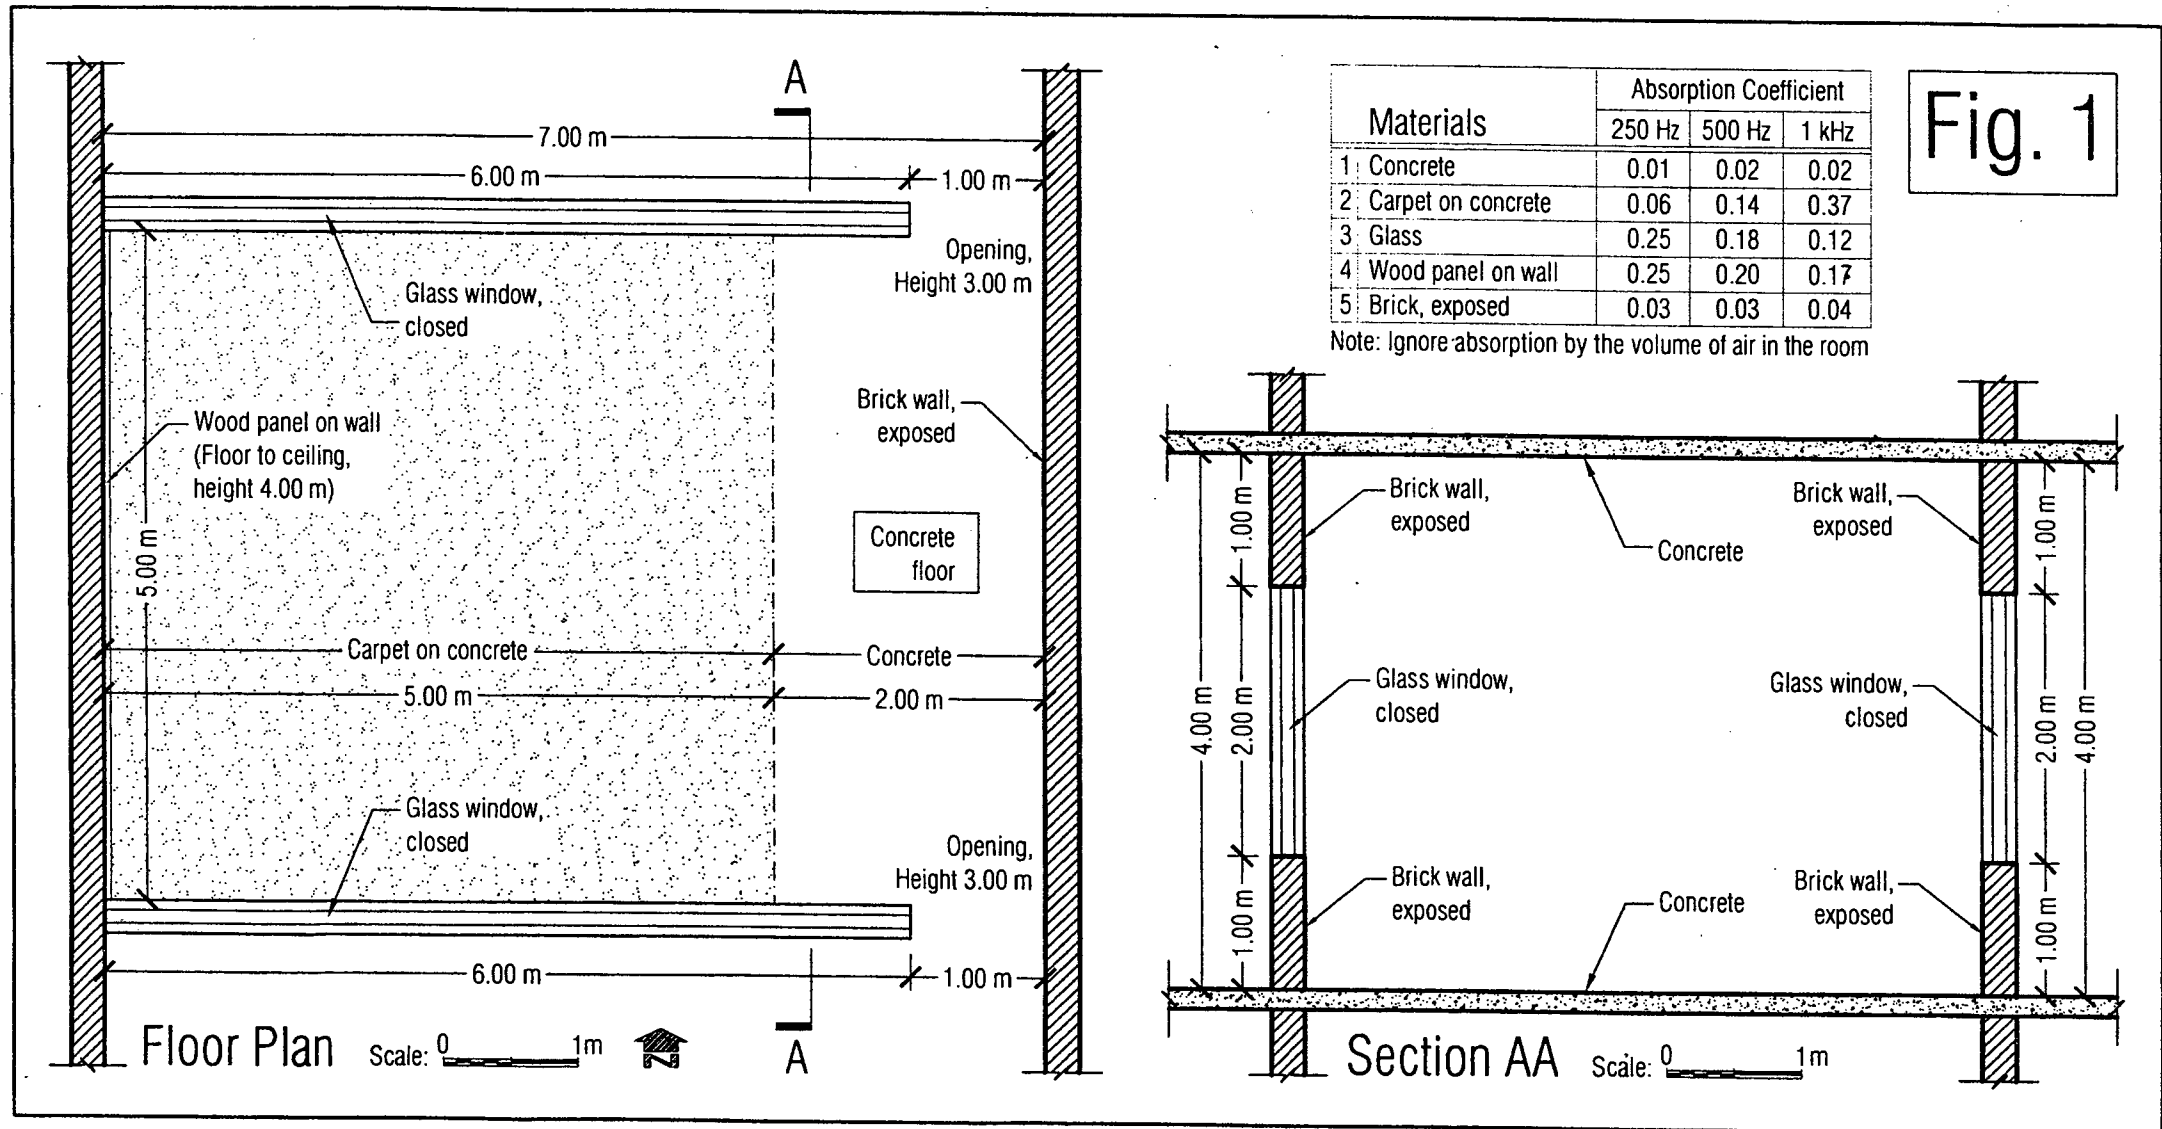 Fig. 1
Materials
Absorption Coefficient
250 Hz 500 Hz 1 kHz
1 Concrete 0.01 0.02 0.02
2 Carpet on concrete 0.06 0.14 0.37
3 Glass 0.25 0.18 0.12
4 Wood panel on wall 0.25 0.20 0.17
5 Brick, exposed 0.03 0.03 0.04
Note: Ignore absorption by the volume of air in the room
A
7.00 m
6.00 m
1.00 m
Opening,
Height 3.00 m
Glass window,
closed
Wood panel on wall
(Floor to ceiling,
height 4.00 m)
Brick wall,
exposed
5.00 m
Concrete
floor
Carpet on concrete
Concrete
5.00 m
2.00 m
Glass window,
closed
Opening,
Height 3.00 m
6.00 m
1.00 m
A
Floor Plan
Scale: 0 1m
N
Brick wall,
exposed
Brick wall,
exposed
1.00 m
1.00 m
Concrete
Glass window,
closed
Glass window,
closed
4.00 m
2.00 m
2.00 m
4.00 m
Brick wall,
exposed
Concrete
Brick wall,
exposed
1.00 m
1.00 m
Section AA
Scale: 0 1m